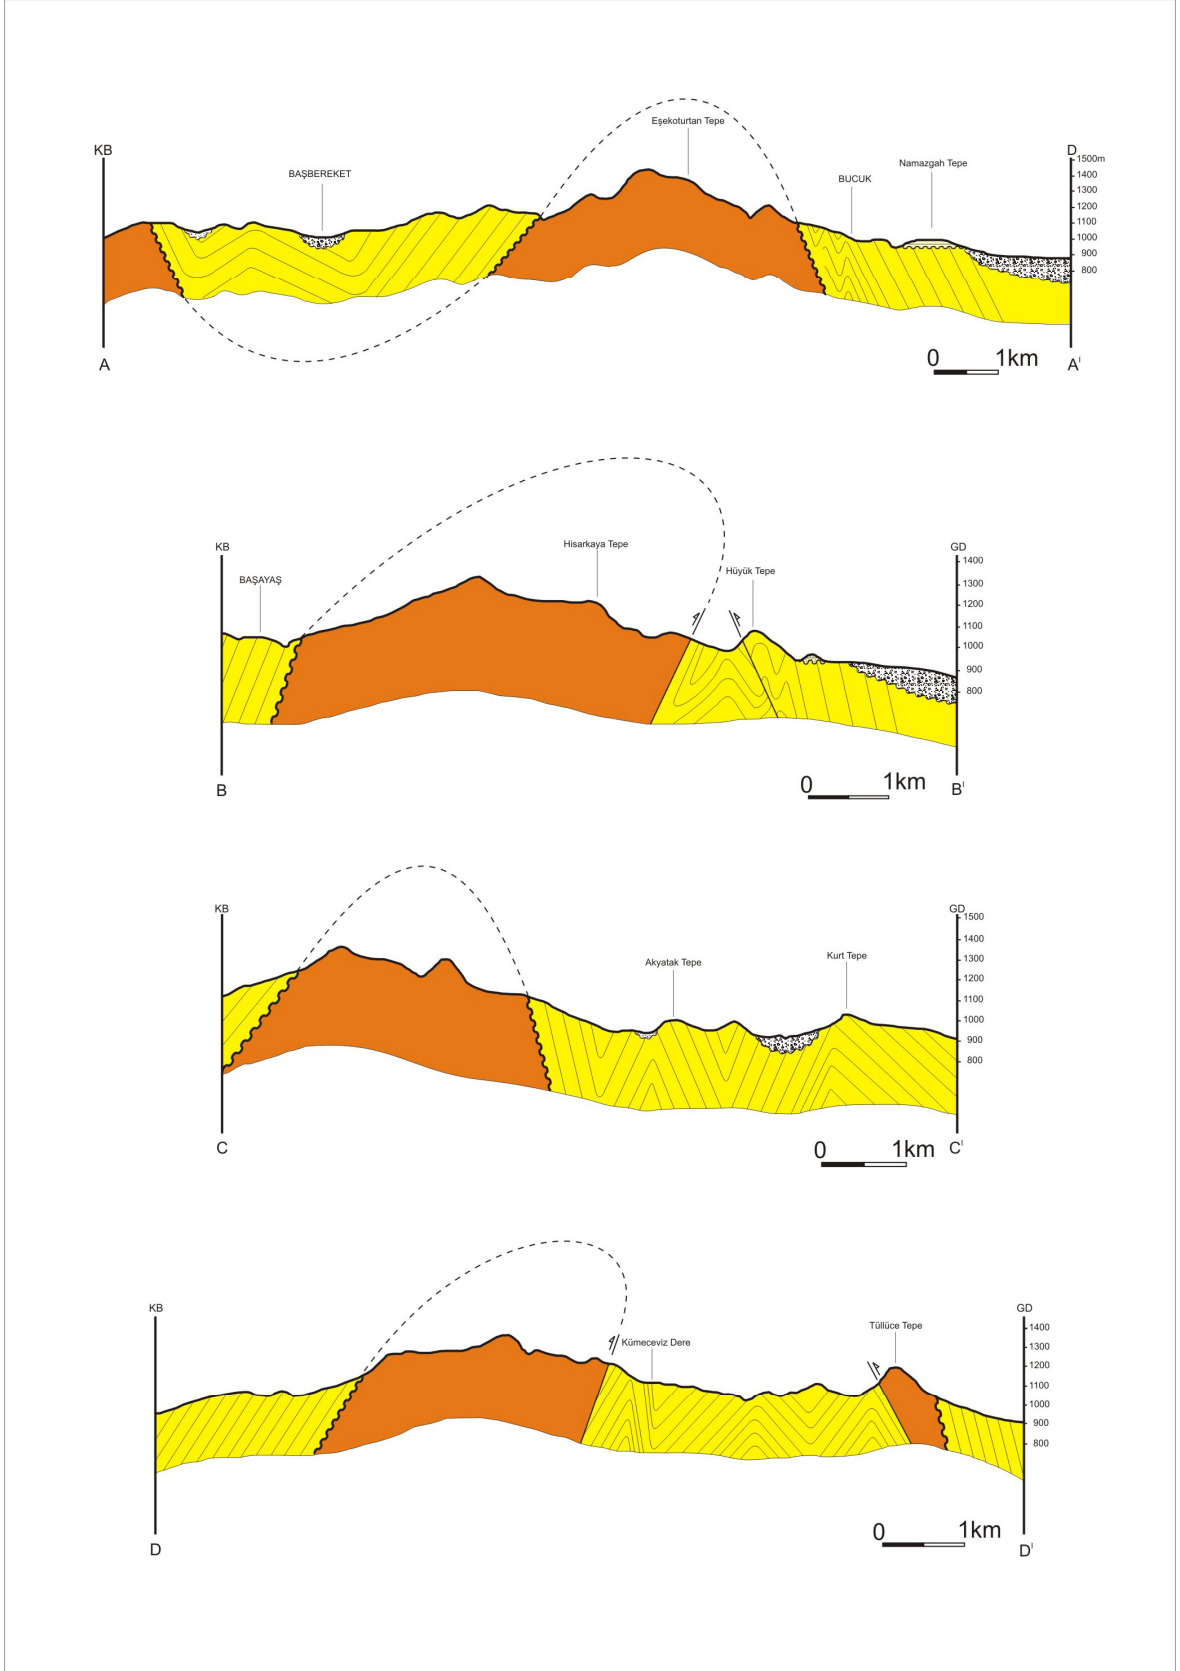 Eşekoturtan Tepe
KB
D
1500m
BAŞBEREKET
BUCUK
Namazgah Tepe
1400
1300
1200
1100
1000
900
800
0 1km
A
A'
Hisarkaya Tepe
KB
GD
BAŞAYAŞ
Hüyük Tepe
1400
1300
1200
1100
1000
900
800
0 1km
B
B'
KB
GD
1500
1400
Akyatak Tepe
Kurt Tepe
1300
1200
1100
1000
900
800
0 1km
C
C'
KB
GD
Kümeceviz Dere
Tüllüce Tepe
1400
1300
1200
1100
1000
900
800
0 1km
D
D'